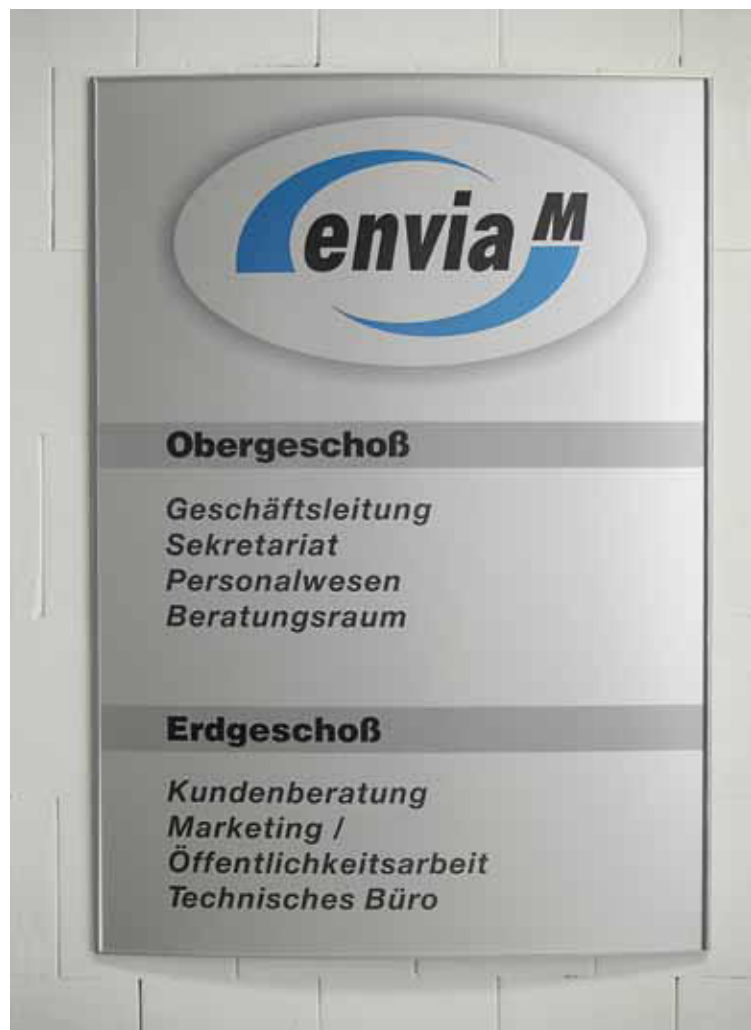 envia M
Obergeschoß
Geschäftsleitung
Sekretariat
Personalwesen
Beratungsraum
Erdgeschoß
Kundenberatung
Marketing /
Öffentlichkeitsarbeit
Technisches Büro